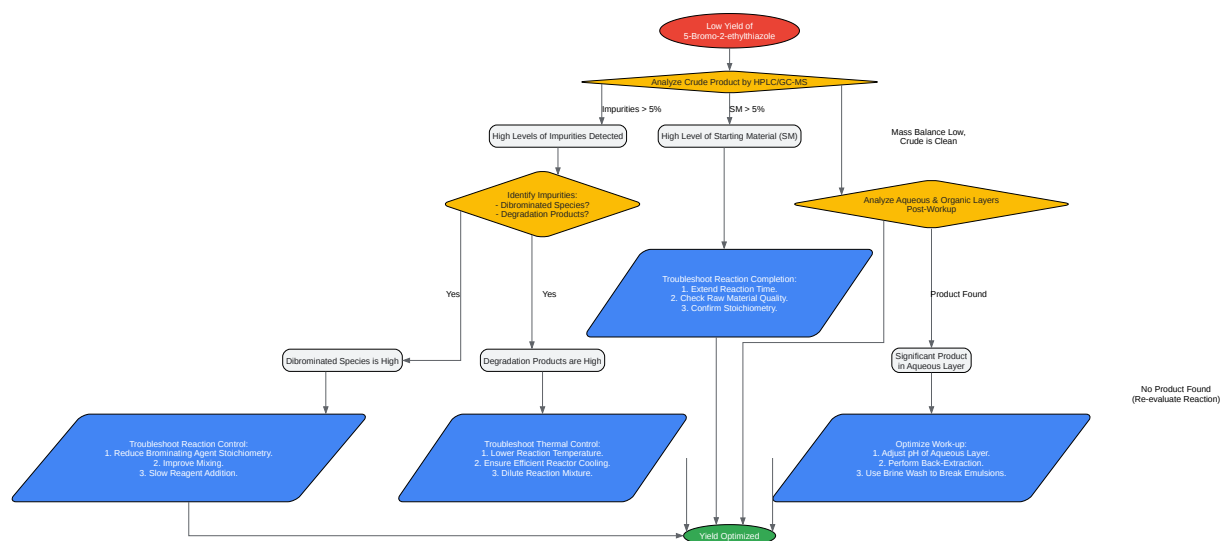 Low Yield of
5-Bromo-2-ethylthiazole
Analyze Crude Product by HPLC/GC-MS
Impurities > 5%
SM > 5%
Mass Balance Low,
Crude is Clean
High Levels of Impurities Detected
High Level of Starting Material (SM)
Identify Impurities:
- Dibrominated Species?
- Degradation Products?
Analyze Aqueous & Organic Layers
Post-Workup
Troubleshoot Reaction Completion:
1. Extend Reaction Time.
2. Check Raw Material Quality.
3. Confirm Stoichiometry.
Yes
Yes
Product Found
Dibrominated Species is High
Degradation Products are High
Significant Product
in Aqueous Layer
No Product Found
(Re-evaluate Reaction)
Troubleshoot Reaction Control:
1. Reduce Brominating Agent Stoichiometry.
2. Improve Mixing.
3. Slow Reagent Addition.
Troubleshoot Thermal Control:
1. Lower Reaction Temperature.
2. Ensure Efficient Reactor Cooling.
3. Dilute Reaction Mixture.
Optimize Work-up:
1. Adjust pH of Aqueous Layer.
2. Perform Back-Extraction.
3. Use Brine Wash to Break Emulsions.
Yield Optimized